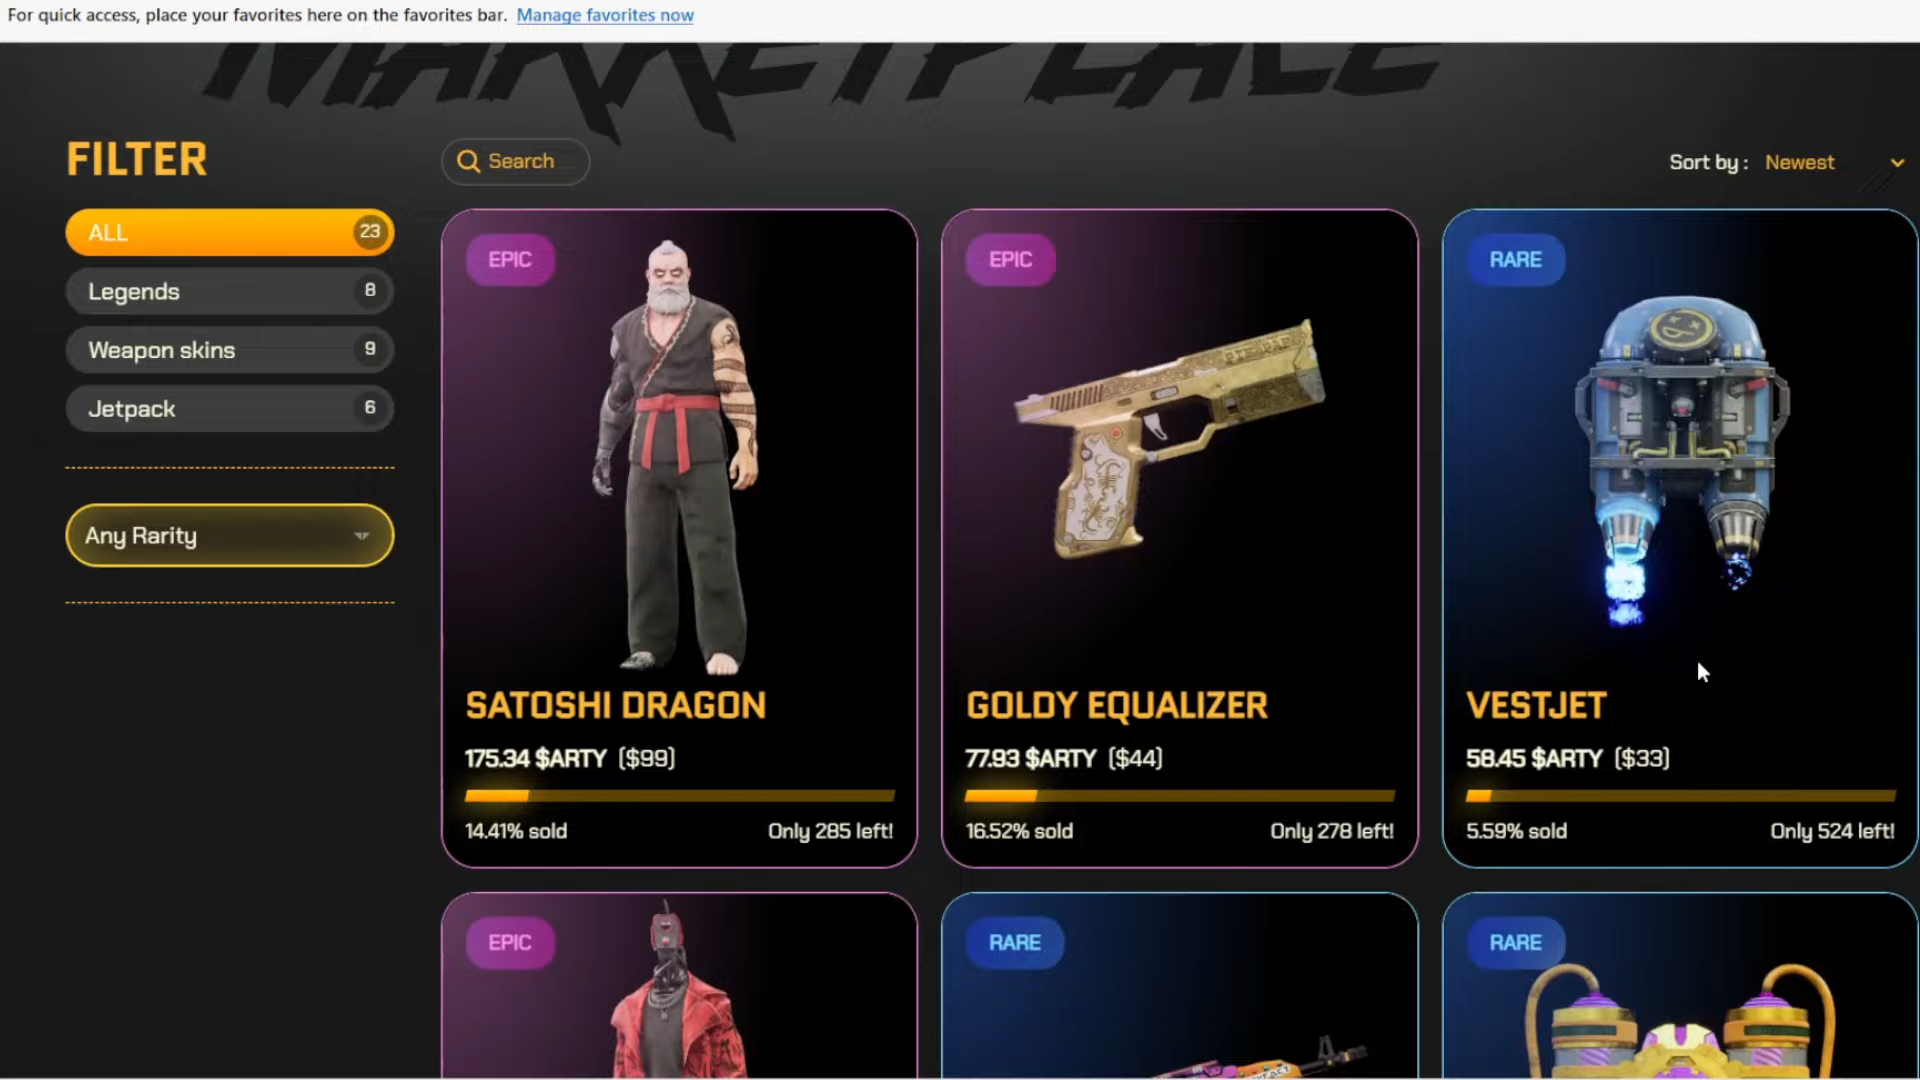 For quick access, place your favorites here on the favorites bar. Manage favorites now
MARKETPLACE
FILTER
Search
Sort by : Newest
ALL 23
Legends 8
Weapon skins 9
Jetpack 6
Any Rarity
EPIC
SATOSHI DRAGON
175.34 $ARTY ($99)
14.41% sold Only 285 left!
EPIC
GOLDY EQUALIZER
77.93 $ARTY ($44)
16.52% sold Only 278 left!
RARE
VESTJET
58.45 $ARTY ($33)
5.59% sold Only 524 left!
EPIC
RARE
RARE